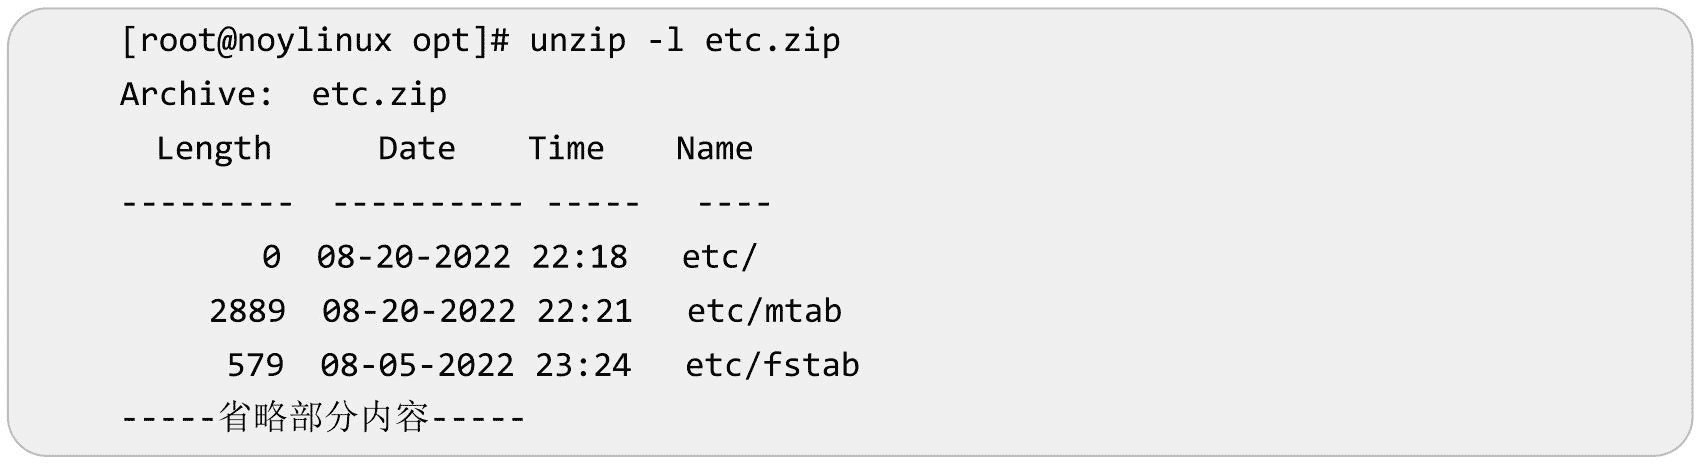 [root@noylinux opt]# unzip -l etc.zip
Archive:  etc.zip
  Length      Date    Time    Name
---------  ---------- -----   ----
        0  08-20-2022 22:18   etc/
     2889  08-20-2022 22:21   etc/mtab
      579  08-05-2022 23:24   etc/fstab
-----省略部分内容-----